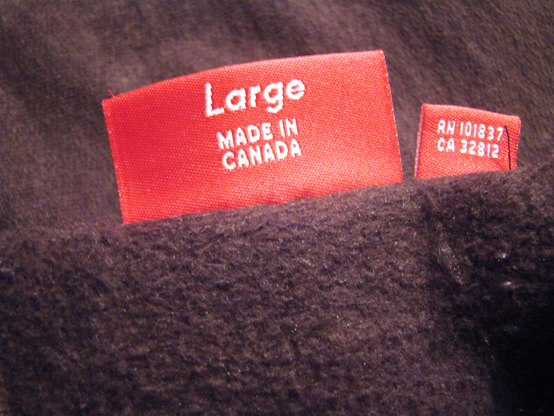 Large
MADE IN
CANADA
RN 101837
CA 32812